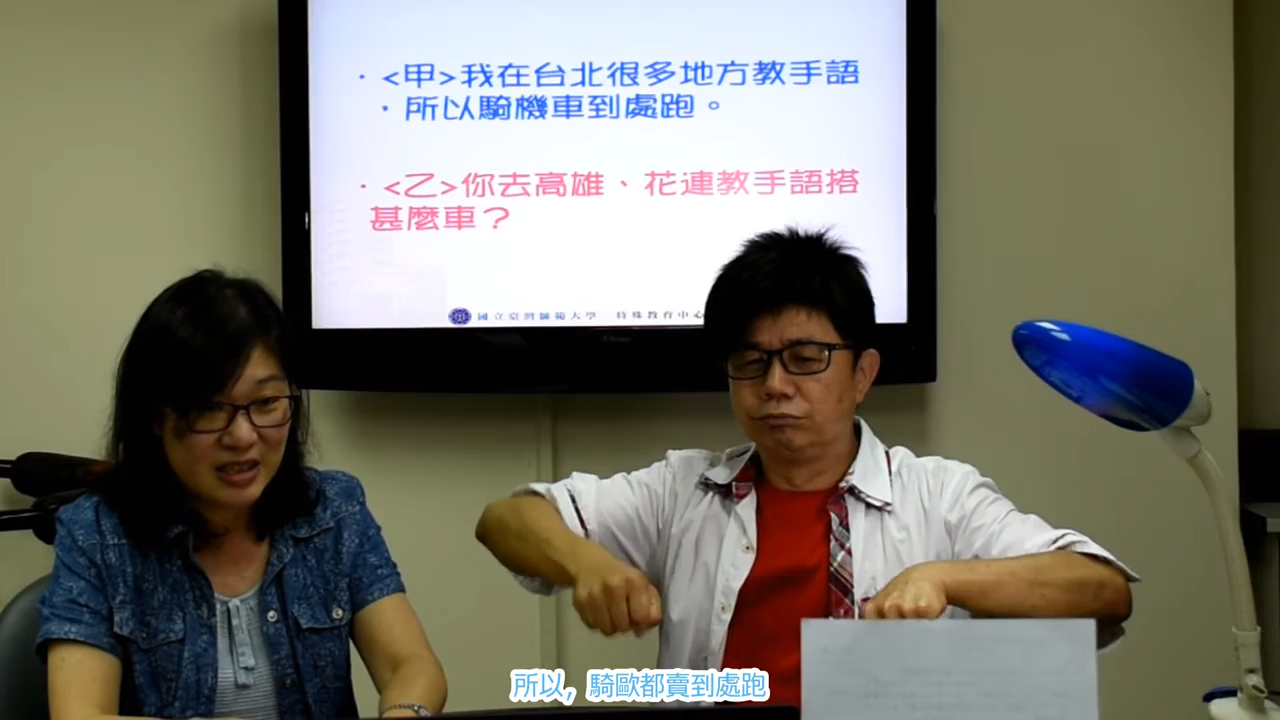 ·<甲>我在台北很多地方教手語
·所以騎機車到處跑。
·<乙>你去高雄、花連教手語搭
甚麼車？
國立臺灣師範大學 特殊教育中心
所以，騎歐都賣到處跑